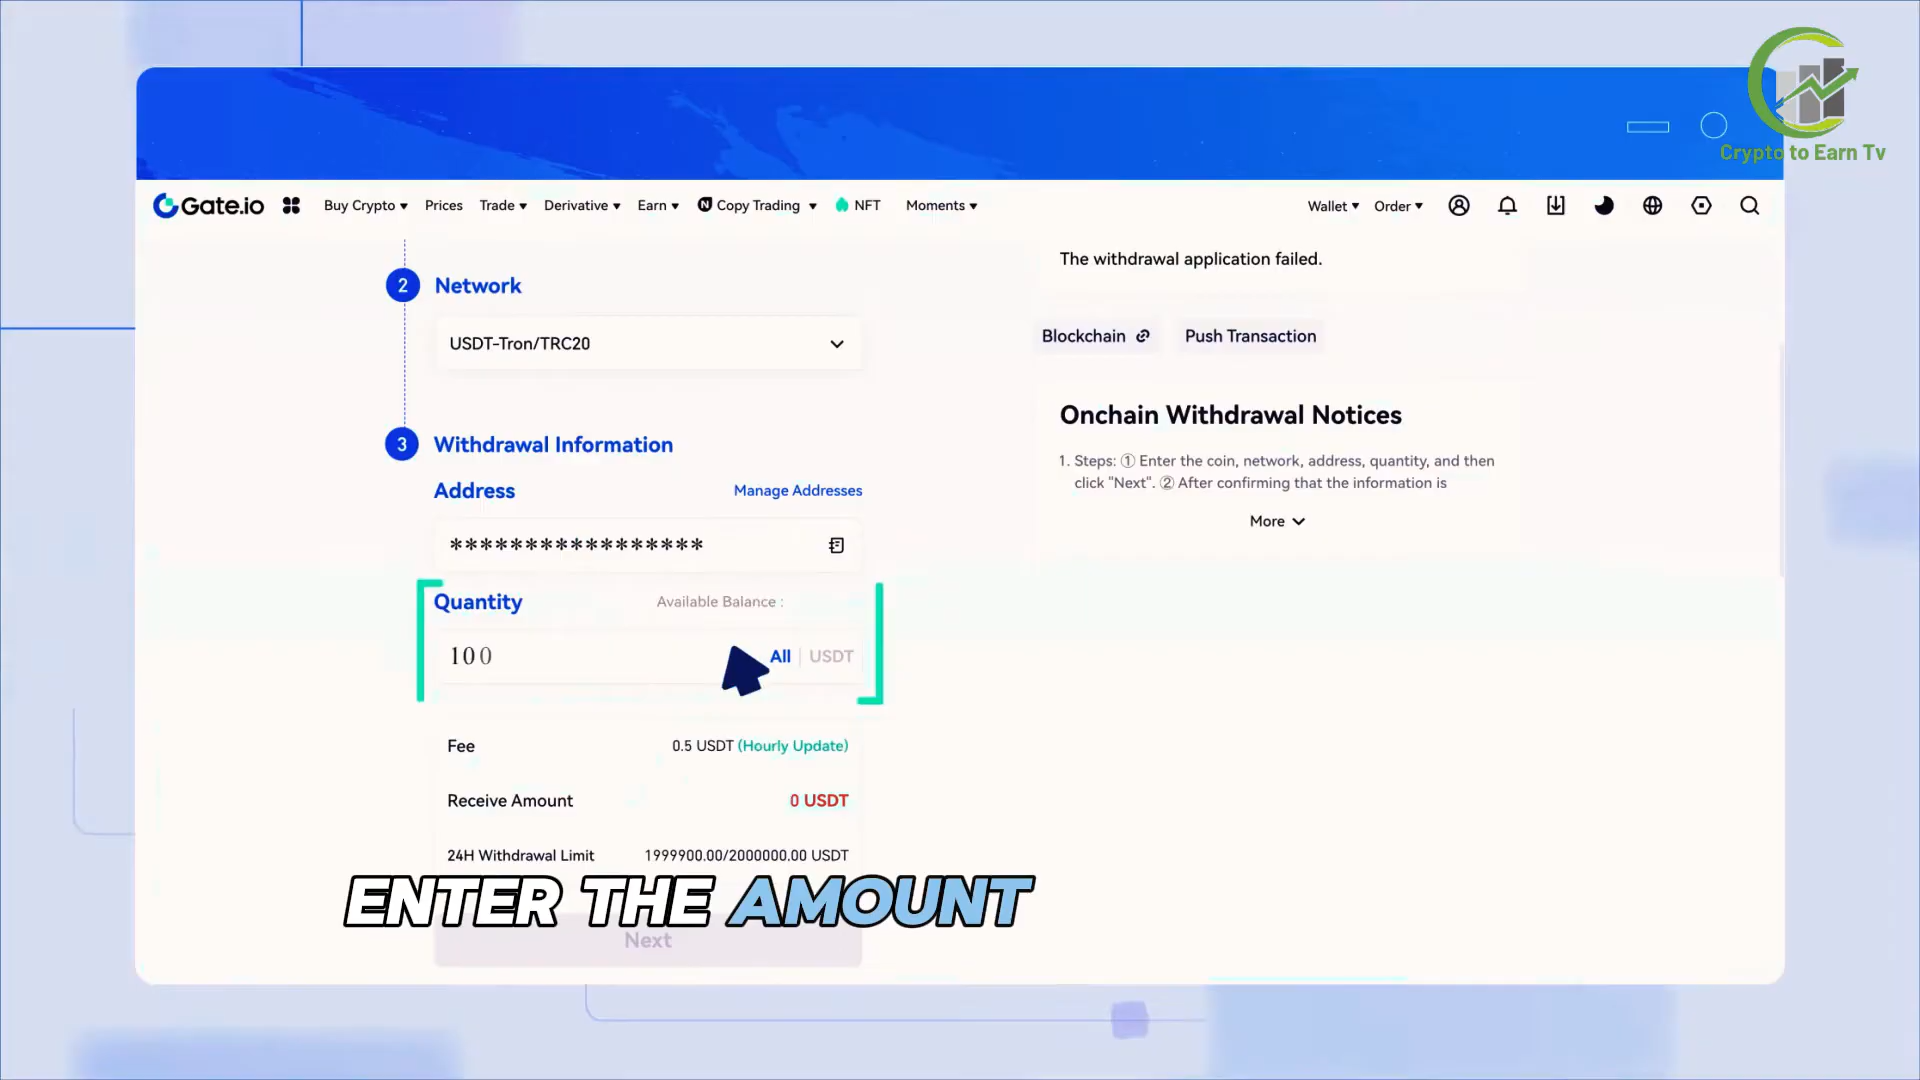 Crypto to Earn Tv
Gate.io Buy Crypto Prices Trade Derivative Earn Copy Trading NFT Moments Wallet Order
2 Network
USDT-Tron/TRC20
3 Withdrawal Information
Address Manage Addresses
****************
Quantity Available Balance :
100 All USDT
Fee 0.5 USDT (Hourly Update)
Receive Amount 0 USDT
24H Withdrawal Limit 1999900.00/2000000.00 USDT
ENTER THE AMOUNT
Next
The withdrawal application failed.
Blockchain Push Transaction
Onchain Withdrawal Notices
1. Steps: ① Enter the coin, network, address, quantity, and then
click "Next". ② After confirming that the information is
More